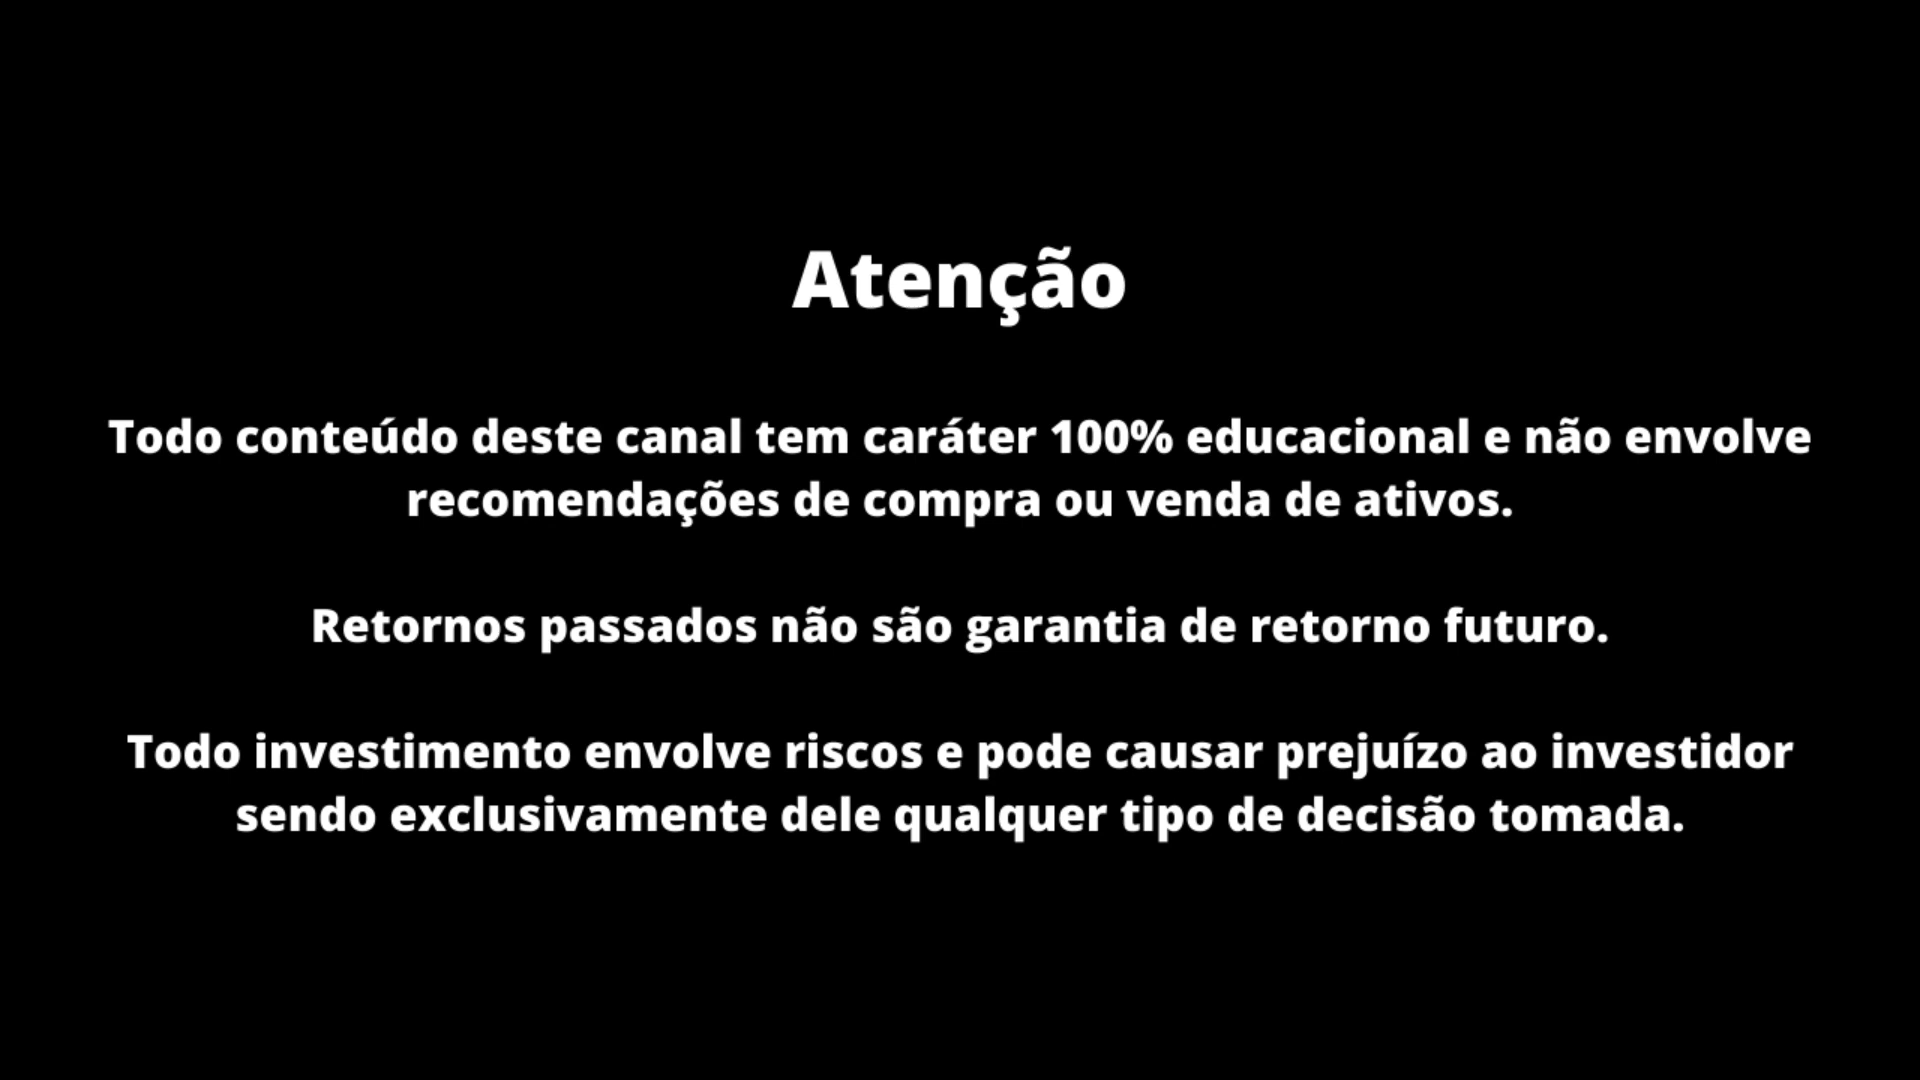 Atenção
Todo conteúdo deste canal tem caráter 100% educacional e não envolve
recomendações de compra ou venda de ativos.
Retornos passados não são garantia de retorno futuro.
Todo investimento envolve riscos e pode causar prejuízo ao investidor
sendo exclusivamente dele qualquer tipo de decisão tomada.